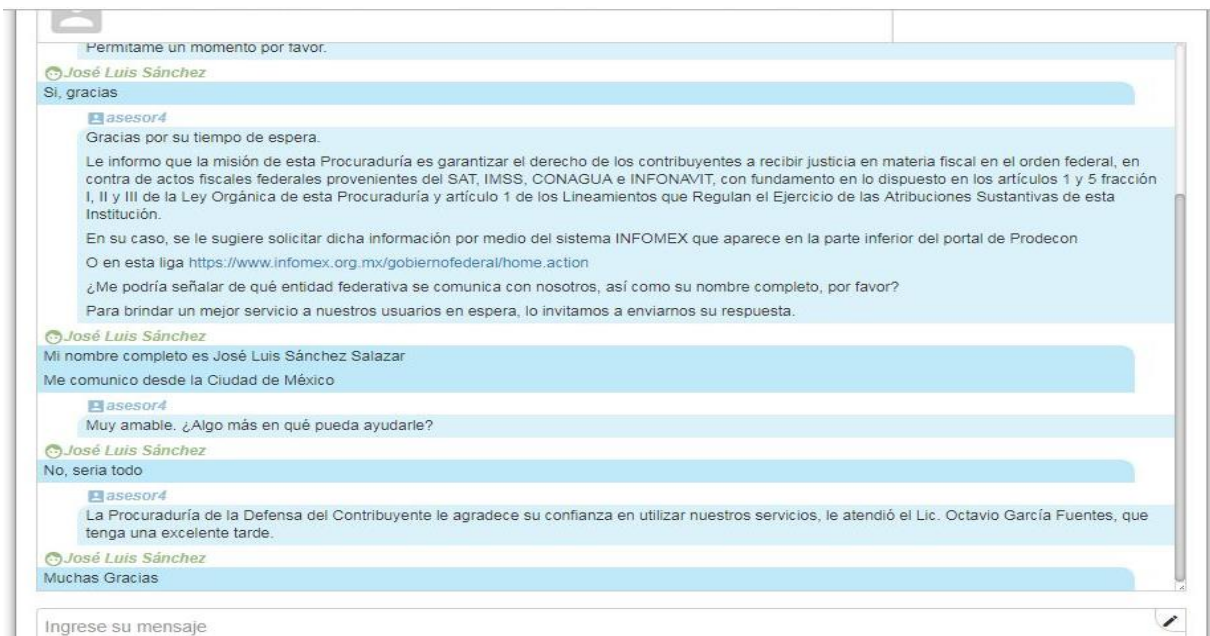 Permítame un momento por favor.
José Luis Sánchez
Si, gracias
asesor4
Gracias por su tiempo de espera.
Le informo que la misión de esta Procuraduría es garantizar el derecho de los contribuyentes a recibir justicia en materia fiscal en el orden federal, en
contra de actos fiscales federales provenientes del SAT, IMSS, CONAGUA e INFONAVIT, con fundamento en lo dispuesto en los artículos 1 y 5 fracción
I, II y III de la Ley Orgánica de esta Procuraduría y artículo 1 de los Lineamientos que Regulan el Ejercicio de las Atribuciones Sustantivas de esta
Institución.
En su caso, se le sugiere solicitar dicha información por medio del sistema INFOMEX que aparece en la parte inferior del portal de Prodecon
O en esta liga https://www.infomex.org.mx/gobiernofederal/home.action
¿Me podría señalar de qué entidad federativa se comunica con nosotros, así como su nombre completo, por favor?
Para brindar un mejor servicio a nuestros usuarios en espera, lo invitamos a enviarnos su respuesta.
José Luis Sánchez
Mi nombre completo es José Luis Sánchez Salazar
Me comunico desde la Ciudad de México
asesor4
Muy amable. ¿Algo más en qué pueda ayudarle?
José Luis Sánchez
No, seria todo
asesor4
La Procuraduría de la Defensa del Contribuyente le agradece su confianza en utilizar nuestros servicios, le atendió el Lic. Octavio García Fuentes, que
tenga una excelente tarde.
José Luis Sánchez
Muchas Gracias
Ingrese su mensaje